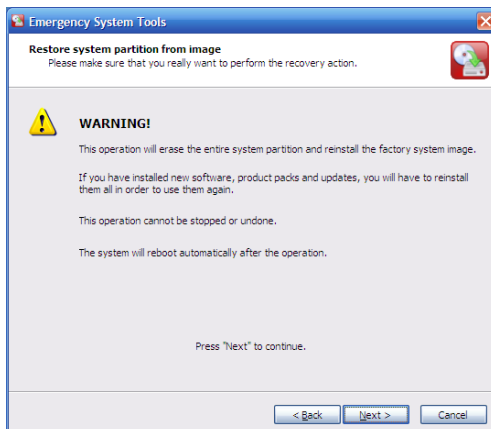 Emergency System Tools
Restore system partition from image
Please make sure that you really want to perform the recovery action.
WARNING!
This operation will erase the entire system partition and reinstall the factory system image.
If you have installed new software, product packs and updates, you will have to reinstall
them all in order to use them again.
This operation cannot be stopped or undone.
The system will reboot automatically after the operation.
Press "Next" to continue.
< Back
Next >
Cancel